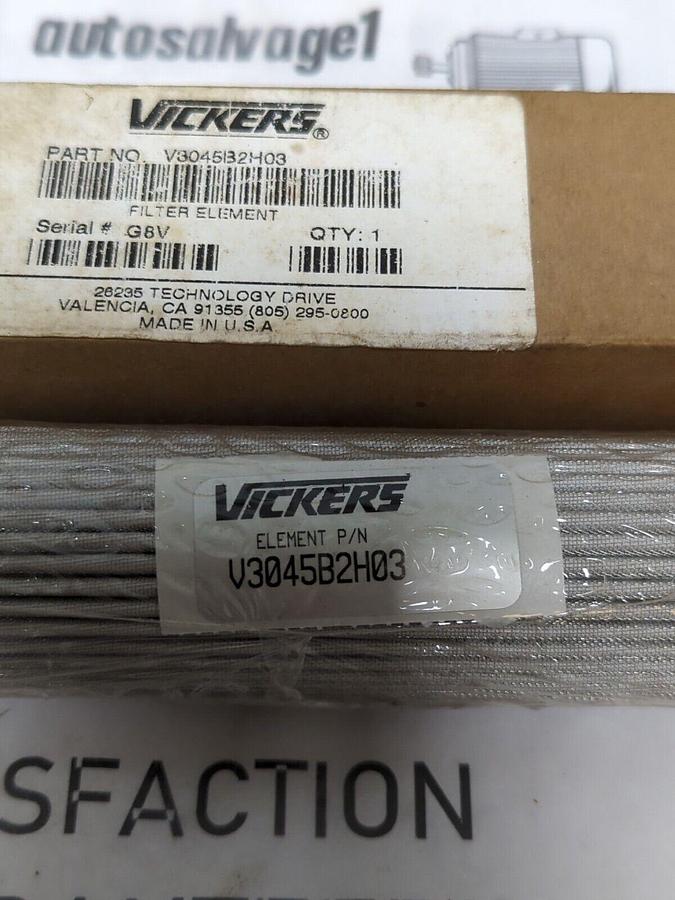 autosalvage1
VICKERS®
PART NO. V3045B2H03
FILTER ELEMENT
Serial # G8V QTY: 1
26235 TECHNOLOGY DRIVE
VALENCIA, CA 91355 (805) 295-0800
MADE IN U.S.A
VICKERS
ELEMENT P/N
V3045B2H03
SFACTION